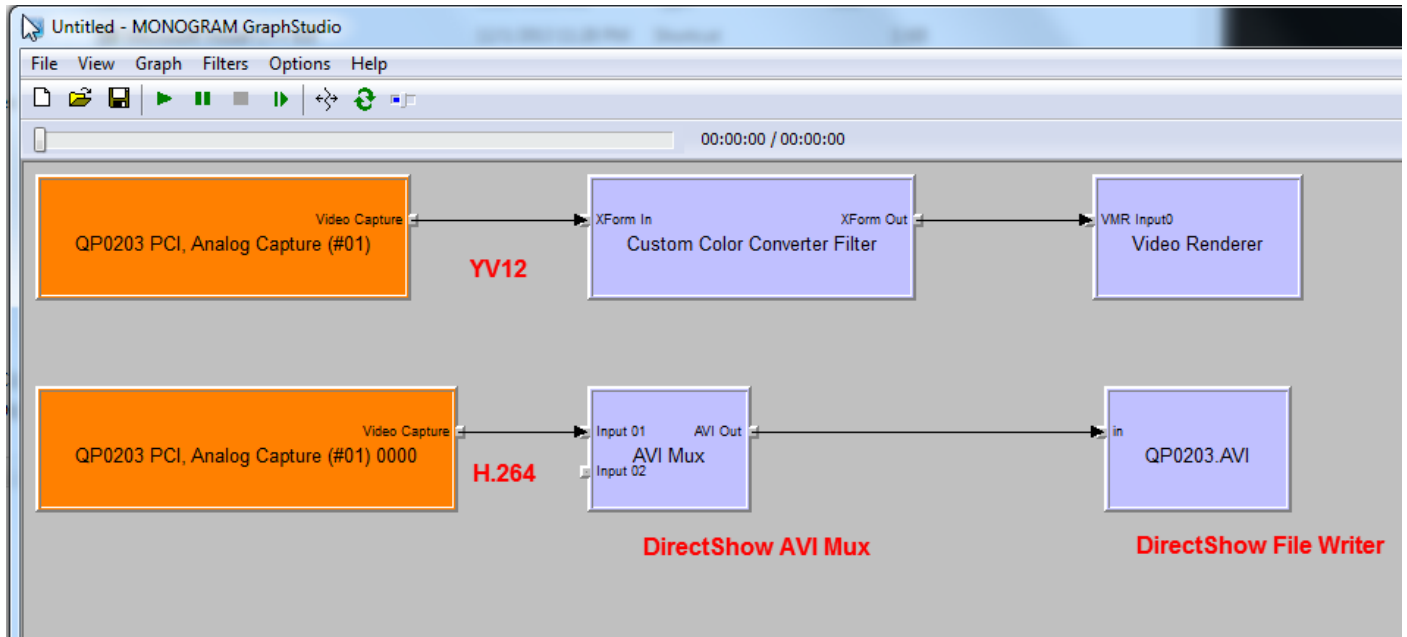 Untitled - MONOGRAM GraphStudio
File View Graph Filters Options Help
00:00:00 / 00:00:00
Video Capture
QP0203 PCI, Analog Capture (#01)
YV12
XForm In XForm Out
Custom Color Converter Filter
VMR Input0
Video Renderer
Video Capture
QP0203 PCI, Analog Capture (#01) 0000
H.264
Input 01 AVI Out
AVI Mux
Input 02
in
QP0203.AVI
DirectShow AVI Mux
DirectShow File Writer